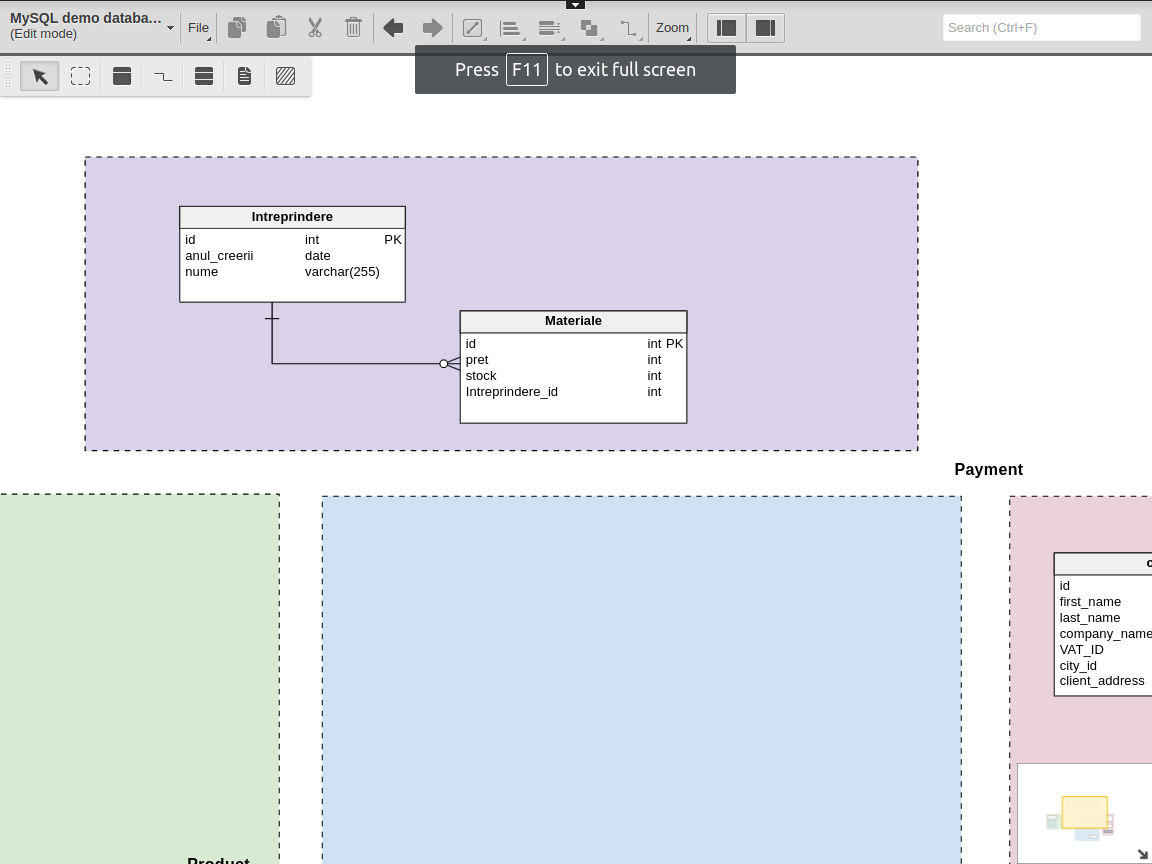 MySQL demo databa...
(Edit mode)
File
Zoom
Search (Ctrl+F)
Press F11 to exit full screen
Intreprindere
id int PK
anul_creerii date
nume varchar(255)
Materiale
id int PK
pret int
stock int
Intreprindere_id int
Payment
id
first_name
last_name
company_name
VAT_ID
city_id
client_address
Product